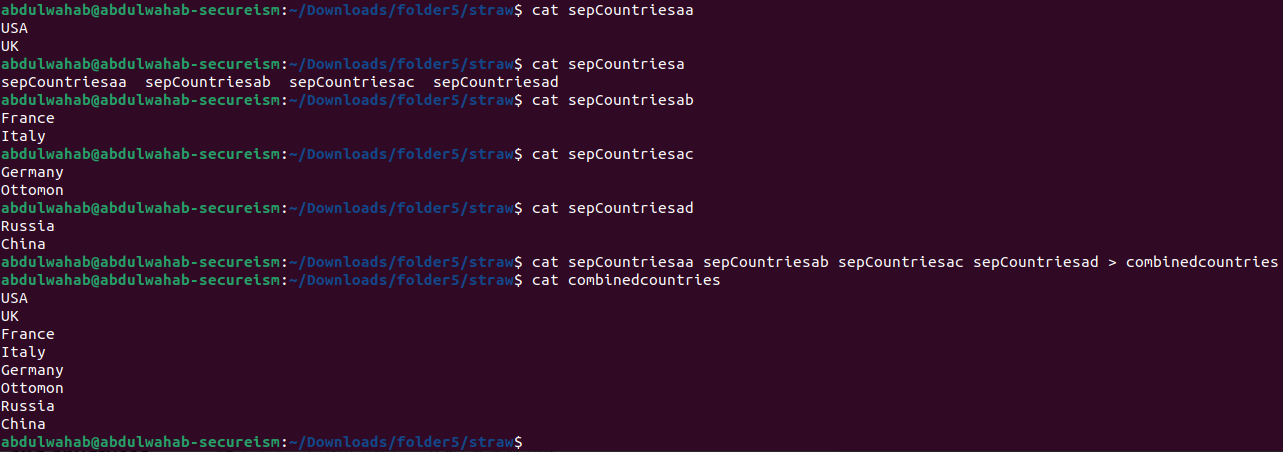 abdulwahab@abdulwahab-secureism:~/Downloads/folder5/straw$ cat sepCountriesaa
USA
UK
abdulwahab@abdulwahab-secureism:~/Downloads/folder5/straw$ cat sepCountriesa
sepCountriesaa  sepCountriesab  sepCountriesac  sepCountriesad
abdulwahab@abdulwahab-secureism:~/Downloads/folder5/straw$ cat sepCountriesab
France
Italy
abdulwahab@abdulwahab-secureism:~/Downloads/folder5/straw$ cat sepCountriesac
Germany
Ottomon
abdulwahab@abdulwahab-secureism:~/Downloads/folder5/straw$ cat sepCountriesad
Russia
China
abdulwahab@abdulwahab-secureism:~/Downloads/folder5/straw$ cat sepCountriesaa sepCountriesab sepCountriesac sepCountriesad > combinedcountries
abdulwahab@abdulwahab-secureism:~/Downloads/folder5/straw$ cat combinedcountries
USA
UK
France
Italy
Germany
Ottomon
Russia
China
abdulwahab@abdulwahab-secureism:~/Downloads/folder5/straw$